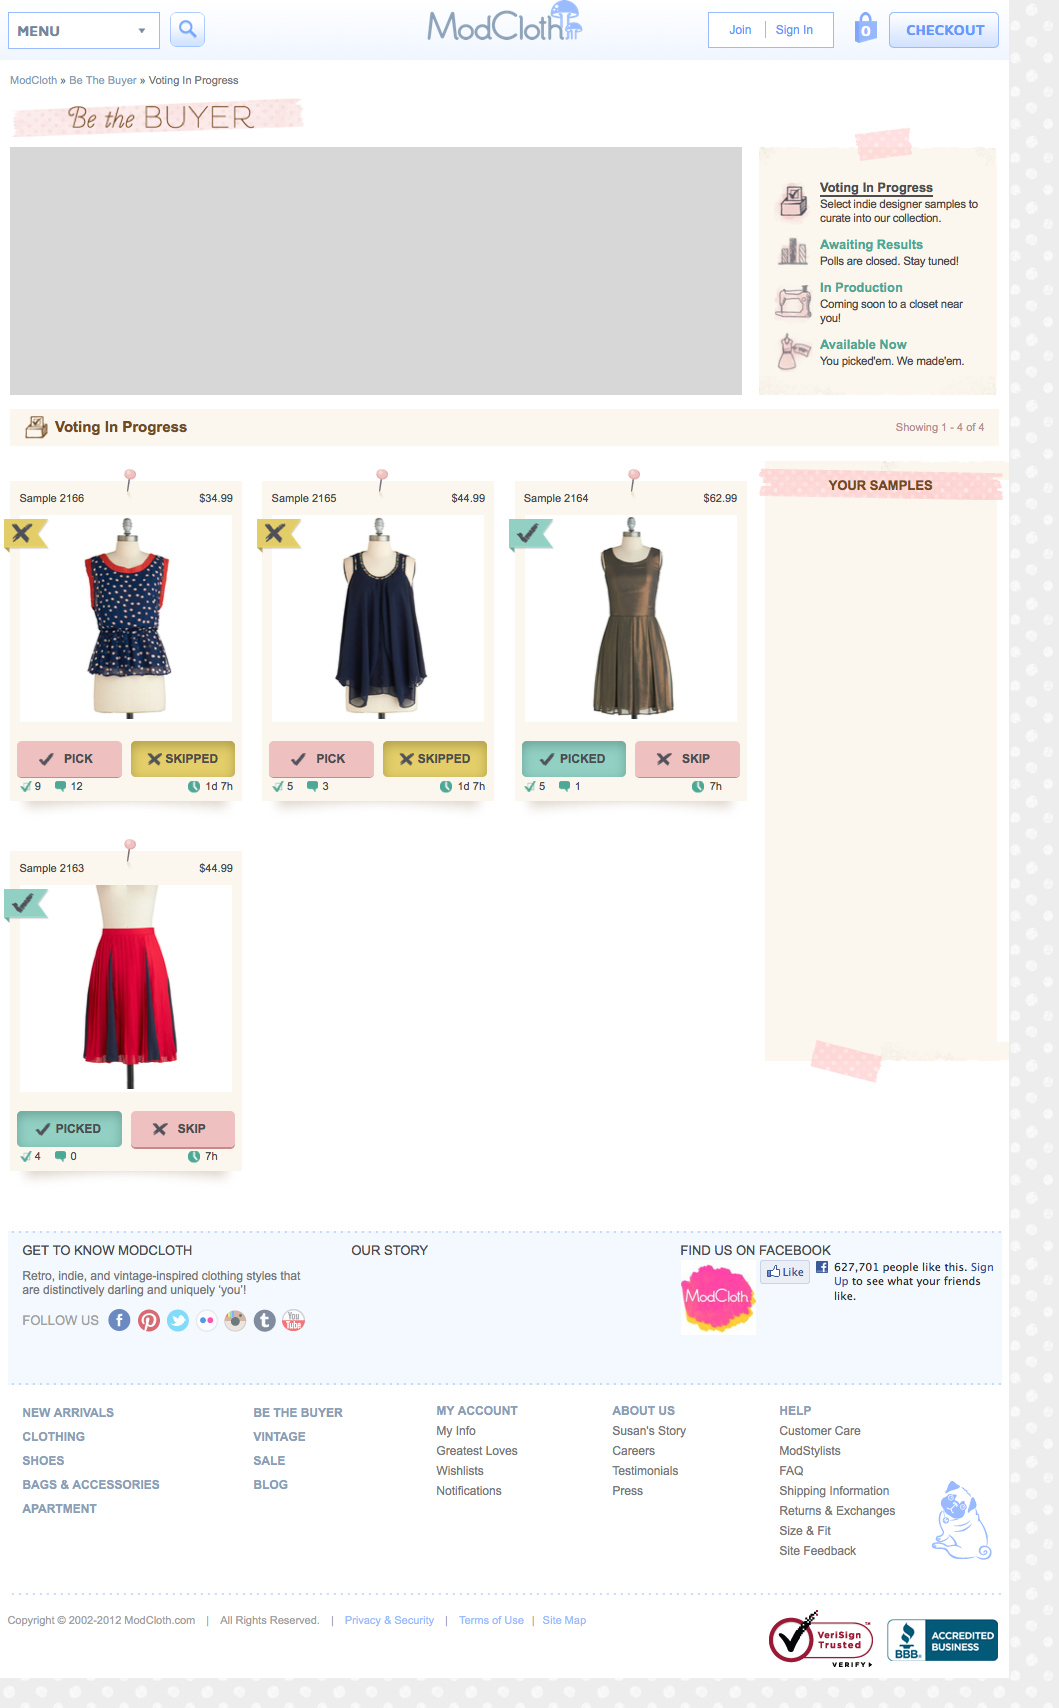 MENU
ModCloth
Join
Sign In
0
CHECKOUT
ModCloth » Be The Buyer » Voting In Progress
Be the BUYER
Voting In Progress
Select indie designer samples to
curate into our collection.
Awaiting Results
Polls are closed. Stay tuned!
In Production
Coming soon to a closet near
you!
Available Now
You picked'em. We made'em.
Voting In Progress
Showing 1 - 4 of 4
Sample 2166 $34.99
PICK SKIPPED
9 12 1d 7h
Sample 2165 $44.99
PICK SKIPPED
5 3 1d 7h
Sample 2164 $62.99
PICKED SKIP
5 1 7h
YOUR SAMPLES
Sample 2163 $44.99
PICKED SKIP
4 0 7h
GET TO KNOW MODCLOTH
Retro, indie, and vintage-inspired clothing styles that
are distinctively darling and uniquely ‘you’!
FOLLOW US
f
t
You
Tube
OUR STORY
FIND US ON FACEBOOK
ModCloth
Like
627,701 people like this. Sign
Up to see what your friends
like.
NEW ARRIVALS
CLOTHING
SHOES
BAGS & ACCESSORIES
APARTMENT
BE THE BUYER
VINTAGE
SALE
BLOG
MY ACCOUNT
My Info
Greatest Loves
Wishlists
Notifications
ABOUT US
Susan's Story
Careers
Testimonials
Press
HELP
Customer Care
ModStylists
FAQ
Shipping Information
Returns & Exchanges
Size & Fit
Site Feedback
Copyright © 2002-2012 ModCloth.com | All Rights Reserved. | Privacy & Security | Terms of Use | Site Map
VeriSign
Trusted
VERIFY
BBB.
ACCREDITED
BUSINESS